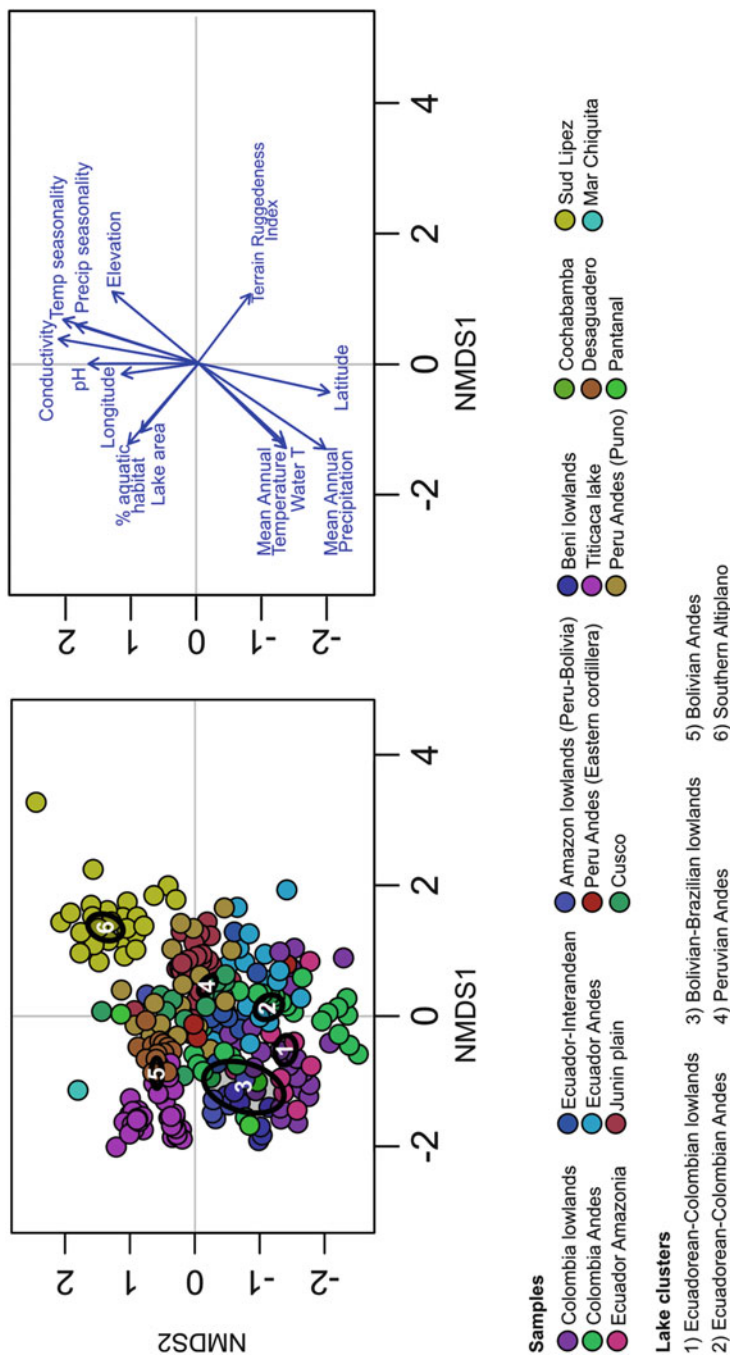 NMDS2
2
1
0
-1
-2
-2
0
2
4
NMDS1
1
2
3
4
5
6
2
1
0
-1
-2
-2
0
2
4
NMDS1
Conductivity
Temp seasonality
Precip seasonality
pH
Elevation
Longitude
% aquatic
habitat
Lake area
Terrain Ruggedeness
Index
Mean Annual
Temperature
Water T
Mean Annual
Precipitation
Latitude
Samples
Colombia lowlands
Colombia Andes
Ecuador Amazonia
Ecuador-Interandean
Ecuador Andes
Junin plain
Amazon lowlands (Peru-Bolivia)
Peru Andes (Eastern cordillera)
Cusco
Beni lowlands
Titicaca lake
Peru Andes (Puno)
Cochabamba
Desaguadero
Pantanal
Sud Lipez
Mar Chiquita
Lake clusters
1) Ecuadorean-Colombian lowlands
2) Ecuadorean-Colombian Andes
3) Bolivian-Brazilian lowlands
4) Peruvian Andes
5) Bolivian Andes
6) Southern Altiplano